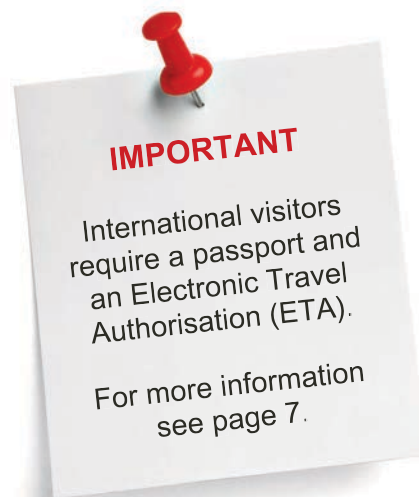 IMPORTANT
International visitors
require a passport and
an Electronic Travel
Authorisation (ETA).
For more information
see page 7.